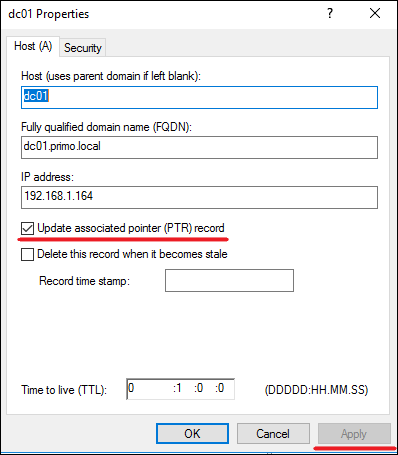 dc01 Properties
Host (A)
Security
Host (uses parent domain if left blank):
dc01
Fully qualified domain name (FQDN):
dc01.primo.local
IP address:
192.168.1.164
Update associated pointer (PTR) record
Delete this record when it becomes stale
Record time stamp:
Time to live (TTL): 0 :1 :0 :0 (DDDDD:HH.MM.SS)
OK Cancel Apply